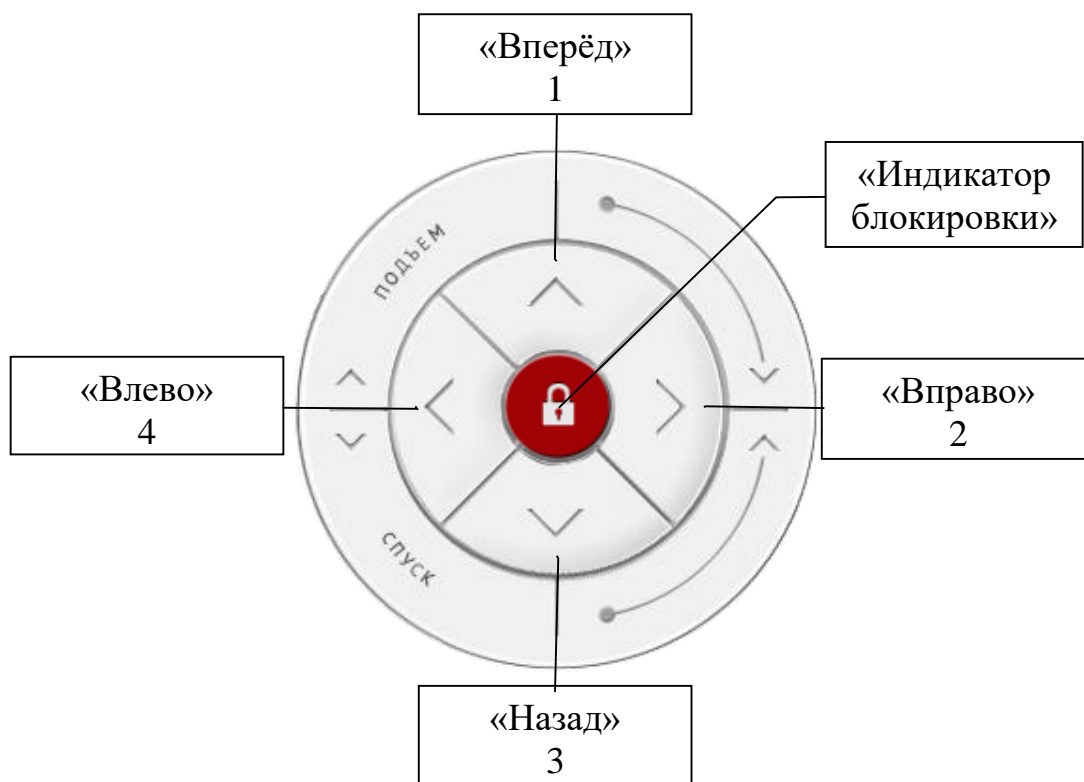 «Вперёд»
1
«Индикатор
блокировки»
ПОДЪЕМ
«Влево»
4
«Вправо»
2
СПУСК
«Назад»
3